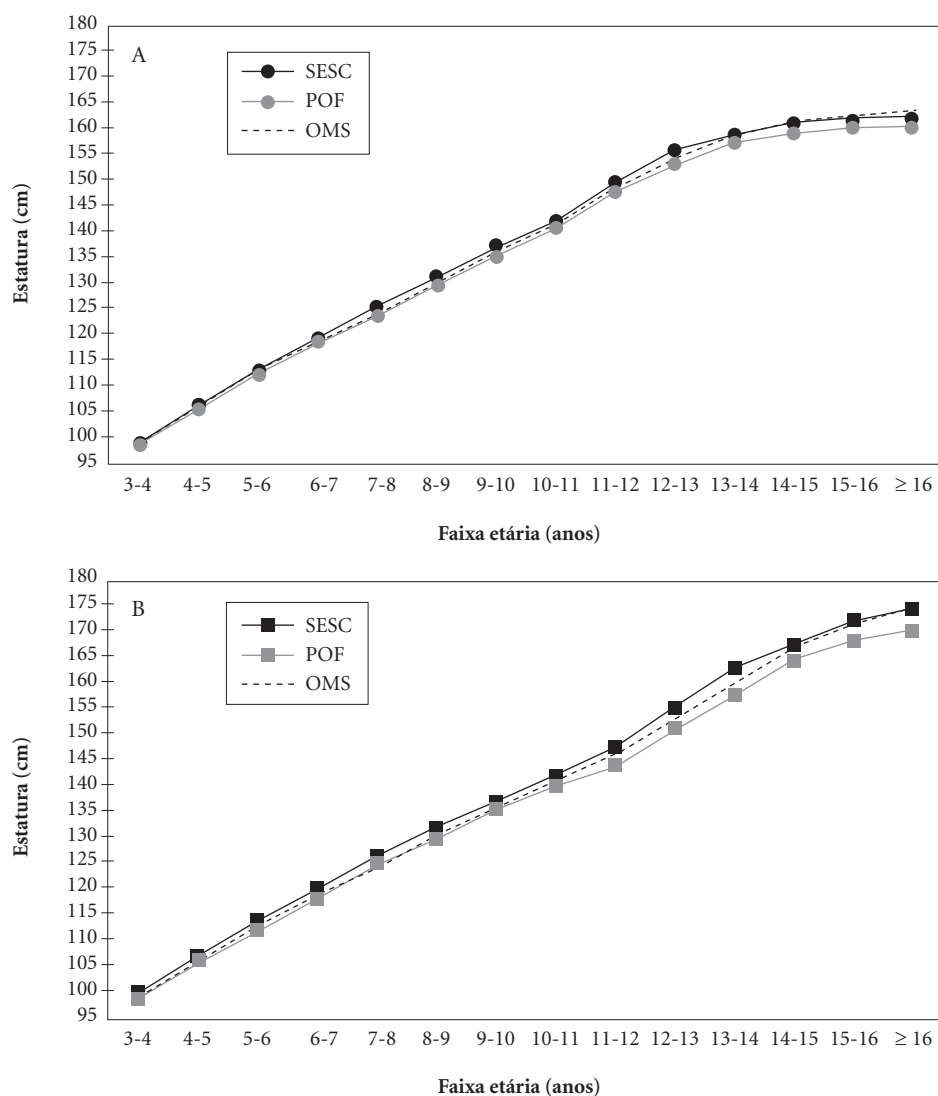 A
SESC
POF
OMS
Estatura (cm)
180
175
170
165
160
155
150
145
140
135
130
125
120
115
110
105
100
95
3-4 4-5 5-6 6-7 7-8 8-9 9-10 10-11 11-12 12-13 13-14 14-15 15-16 ≥ 16
Faixa etária (anos)
B
SESC
POF
OMS
Estatura (cm)
180
175
170
165
160
155
150
145
140
135
130
125
120
115
110
105
100
95
3-4 4-5 5-6 6-7 7-8 8-9 9-10 10-11 11-12 12-13 13-14 14-15 15-16 ≥ 16
Faixa etária (anos)